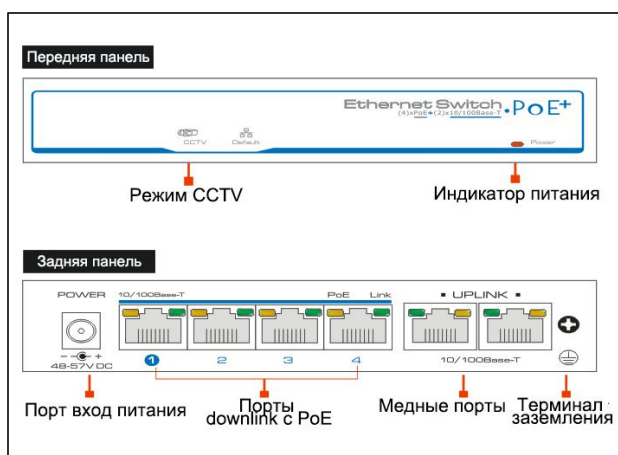 Передняя панель
Ethernet Switch PoE+
(4)xPoE+(2)x10/100Base-T
CCTV
Default
Power
Режим CCTV
Индикатор питания
Задняя панель
POWER
10/100Base-T
PoE
Link
UPLINK
- +
48-57V DC
1
2
3
4
10/100Base-T
Порт вход питания
Порты
downlink с PoE
Медные порты
Терминал
заземления